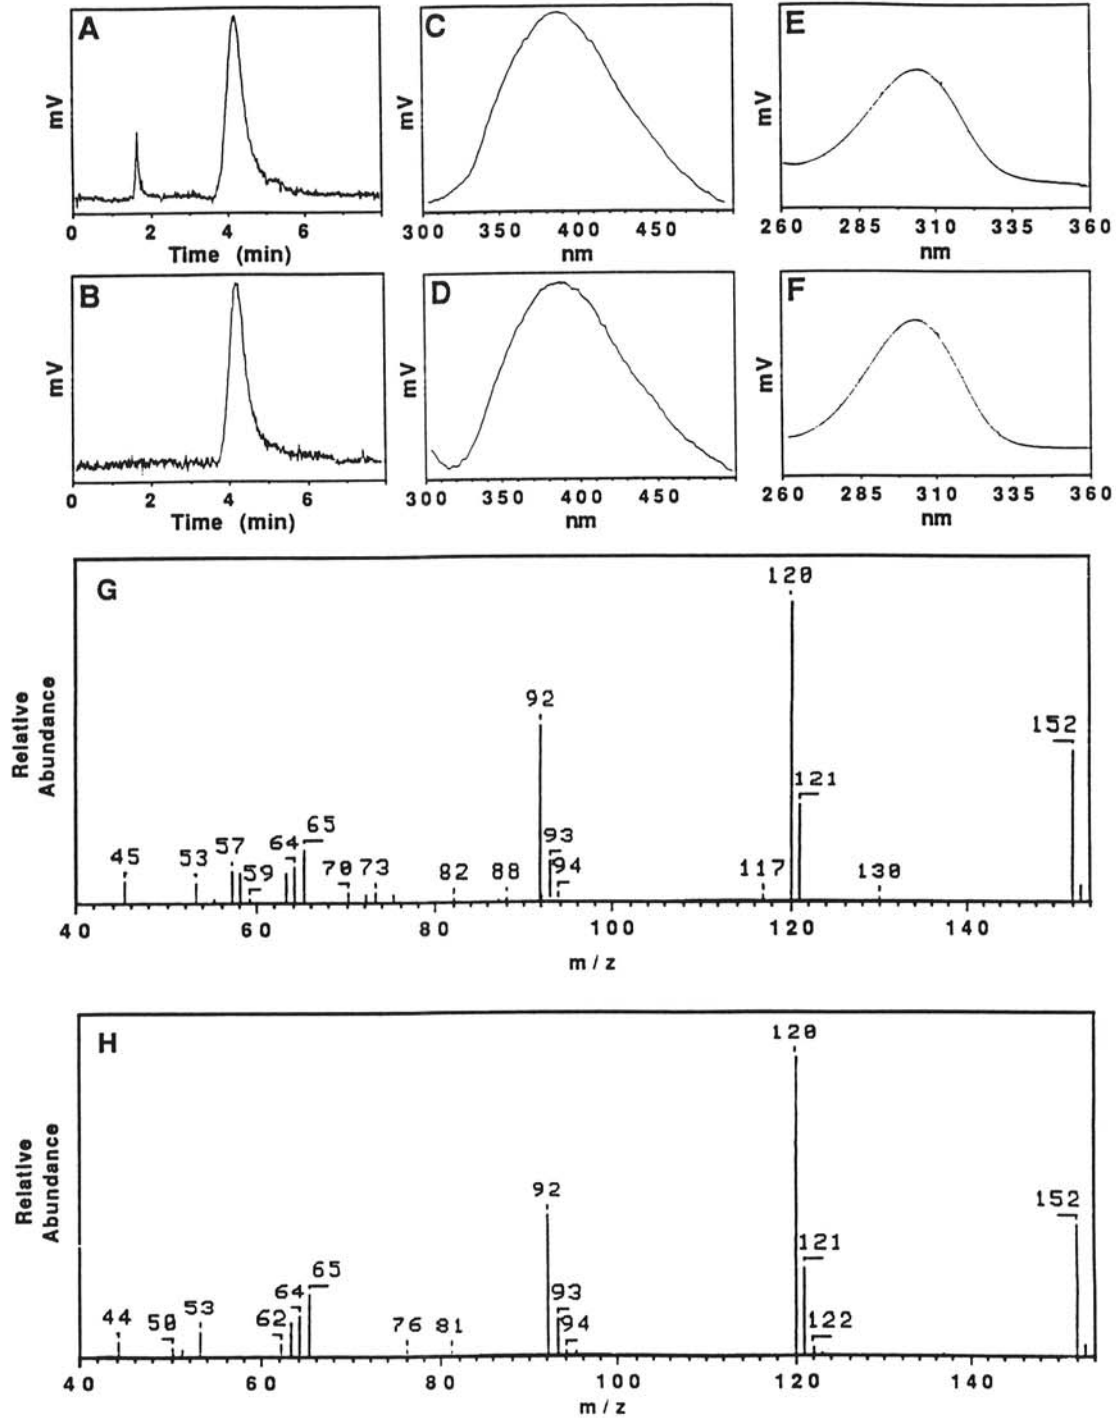 A
mV
0 2 4 6
Time (min)
C
mV
300 350 400 450
nm
E
mV
260 285 310 335 360
nm
B
mV
0 2 4 6
Time (min)
D
mV
300 350 400 450
nm
F
mV
260 285 310 335 360
nm
G
Relative
Abundance
120
92
152
121
65
93
57
64
45
53
59
70
73
82
88
94
117
130
40 60 80 100 120 140
m/z
H
Relative
Abundance
120
92
152
121
65
64
93
44
50
53
62
76
81
94
122
40 60 80 100 120 140
m/z